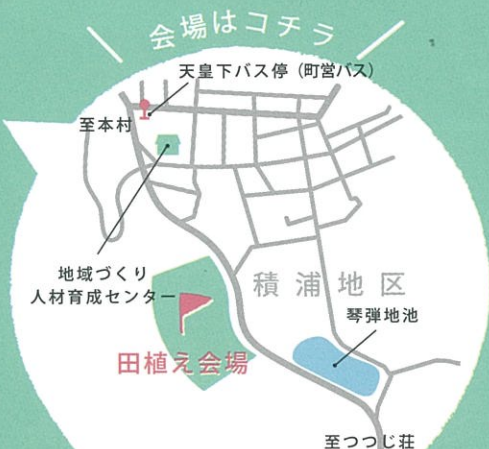 会場はコチラ
天皇下バス停（町営バス）
至本村
地域づくり
人材育成センター
積浦地区
琴弾地池
田植え会場
至つつじ荘